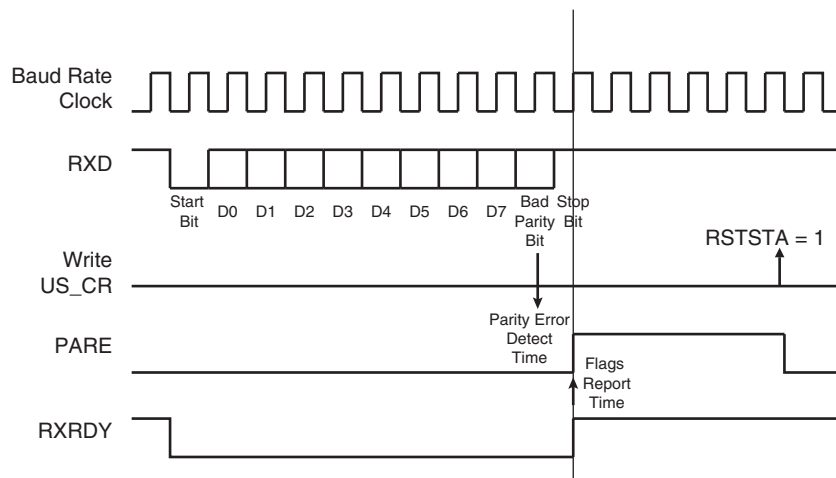 Baud Rate
Clock
RXD
Start
Bit
D0
D1
D2
D3
D4
D5
D6
D7
Bad
Parity
Bit
Stop
Bit
RSTSTA = 1
Write
US_CR
Parity Error
Detect
Time
PARE
Flags
Report
Time
RXRDY